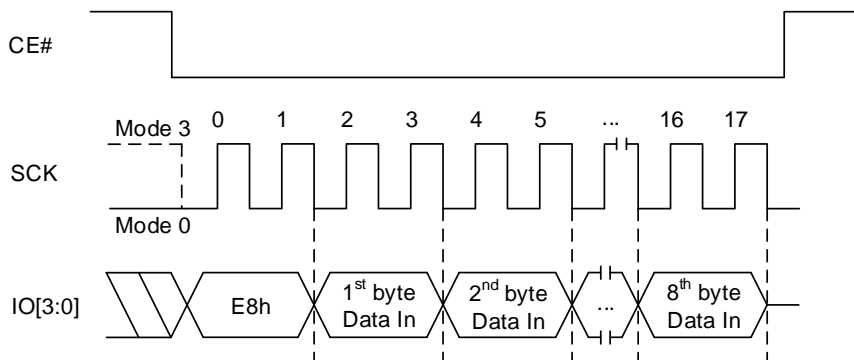 CE#
0 1 2 3 4 5 ... 16 17
Mode 3
SCK
Mode 0
IO[3:0]
E8h
1st byte
Data In
2nd byte
Data In
...
8th byte
Data In